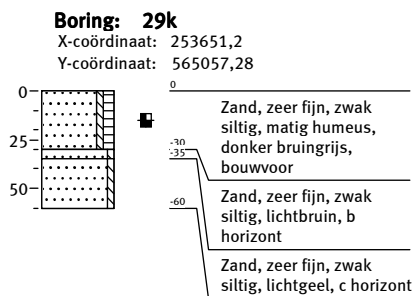 Boring: 29k
X-coördinaat: 253651,2
Y-coördinaat: 565057,28
0
0
25
50
-30
-35
-60
Zand, zeer fijn, zwak
siltig, matig humeus,
donker bruingrijs,
bouwvoor
Zand, zeer fijn, zwak
siltig, lichtbruin, b
horizont
Zand, zeer fijn, zwak
siltig, lichtgeel, c horizont